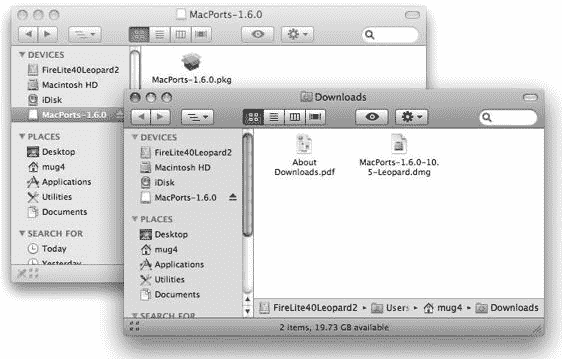 MacPorts-1.6.0
DEVICES
FireLite40Leopard2
Macintosh HD
iDisk
MacPorts-1.6.0
PLACES
Desktop
mug4
Applications
Utilities
Documents
SEARCH FOR
Today
Yesterday
MacPorts-1.6.0.pkg
Downloads
DEVICES
FireLite40Leopard2
Macintosh HD
iDisk
MacPorts-1.6.0
PLACES
Desktop
mug4
Applications
Utilities
Documents
SEARCH FOR
About
Downloads.pdf
MacPorts-1.6.0-10.
5-Leopard.dmg
FireLite40Leopard2 ▸ Users ▸ mug4 ▸ Downloads
2 items, 19.73 GB available